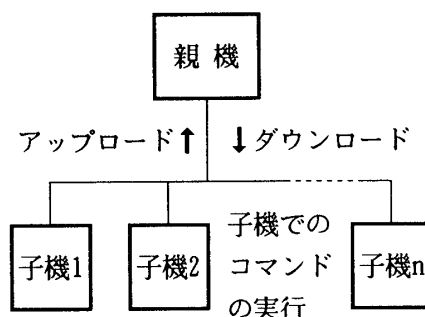 親機
アップロード↑ ↓ダウンロード
子機1
子機2
子機での
コマンド
の実行
子機n